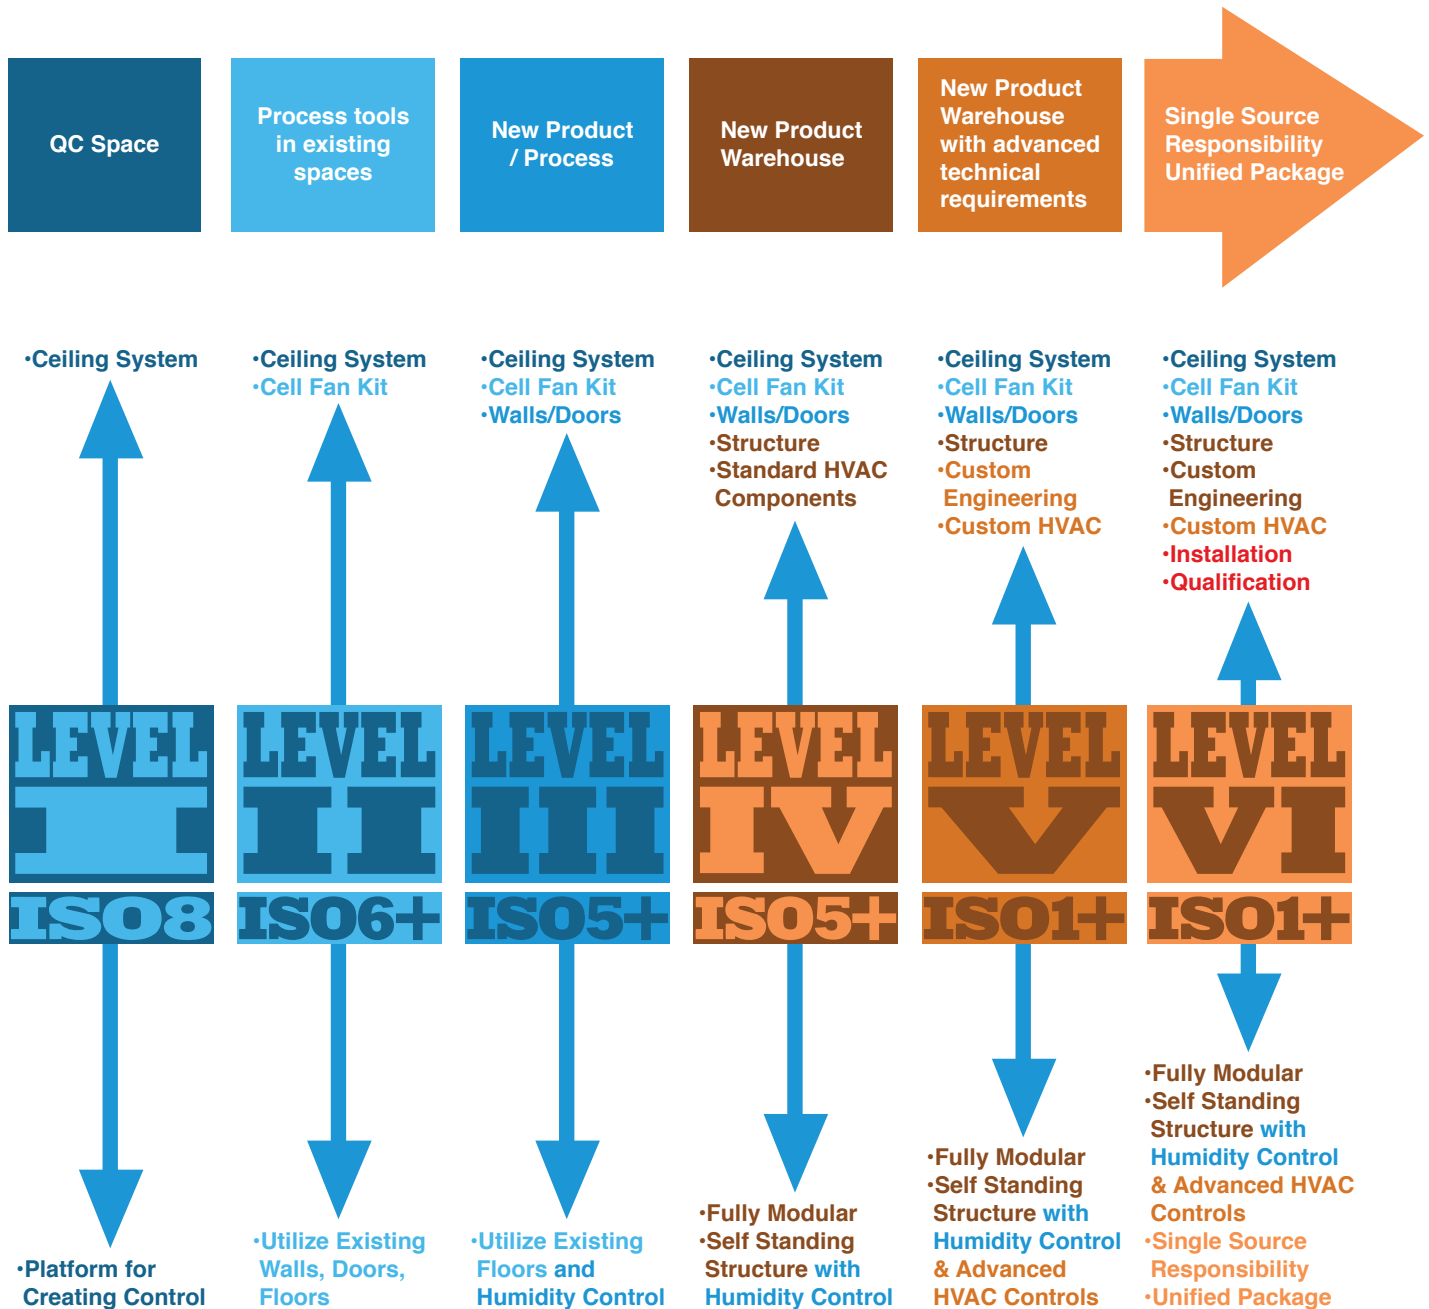 QC Space
Process tools
in existing
spaces
New Product
/ Process
New Product
Warehouse
New Product
Warehouse
with advanced
technical
requirements
Single Source
Responsibility
Unified Package
•Ceiling System
•Ceiling System
•Cell Fan Kit
•Ceiling System
•Cell Fan Kit
•Walls/Doors
•Ceiling System
•Cell Fan Kit
•Walls/Doors
•Structure
•Standard HVAC
Components
•Ceiling System
•Cell Fan Kit
•Walls/Doors
•Structure
•Custom
Engineering
•Custom HVAC
•Ceiling System
•Cell Fan Kit
•Walls/Doors
•Structure
•Custom
Engineering
•Custom HVAC
•Installation
•Qualification
LEVEL
I
ISO8
LEVEL
II
ISO6+
LEVEL
III
ISO5+
LEVEL
IV
ISO5+
LEVEL
V
ISO1+
LEVEL
VI
ISO1+
•Platform for
Creating Control
•Utilize Existing
Walls, Doors,
Floors
•Utilize Existing
Floors and
Humidity Control
•Fully Modular
•Self Standing
Structure with
Humidity Control
•Fully Modular
•Self Standing
Structure with
Humidity Control
& Advanced
HVAC Controls
•Fully Modular
•Self Standing
Structure with
Humidity Control
& Advanced HVAC
Controls
•Single Source
Responsibility
•Unified Package